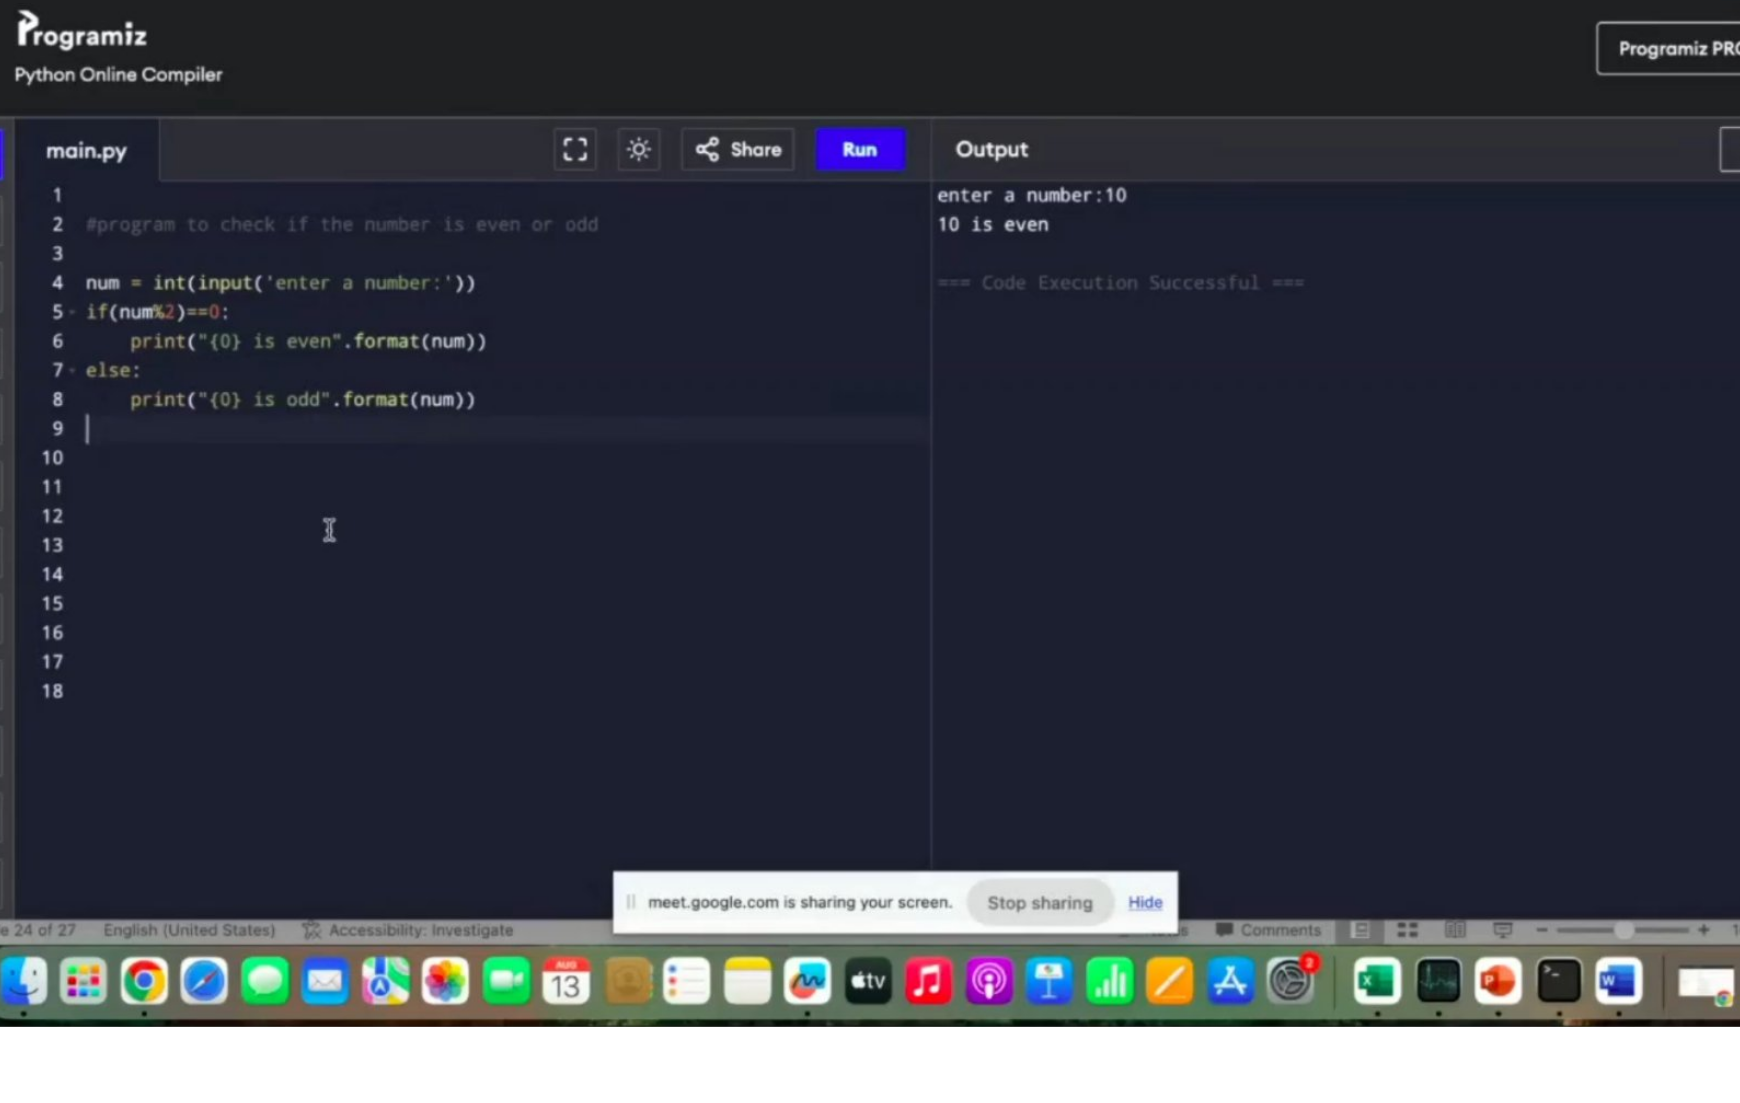 Programiz
Python Online Compiler
Programiz PRO
main.py
Share
Run
Output
1
2 #program to check if the number is even or odd
3
4 num = int(input('enter a number:'))
5 if(num%2)==0:
6 print("{0} is even".format(num))
7 else:
8 print("{0} is odd".format(num))
9
10
11
12
13
14
15
16
17
18
enter a number:10
10 is even
=== Code Execution Successful ===
meet.google.com is sharing your screen.
Stop sharing
Hide
e 24 of 27
English (United States)
Accessibility: Investigate
Comments
AUG
13
tv
2
X
P
W